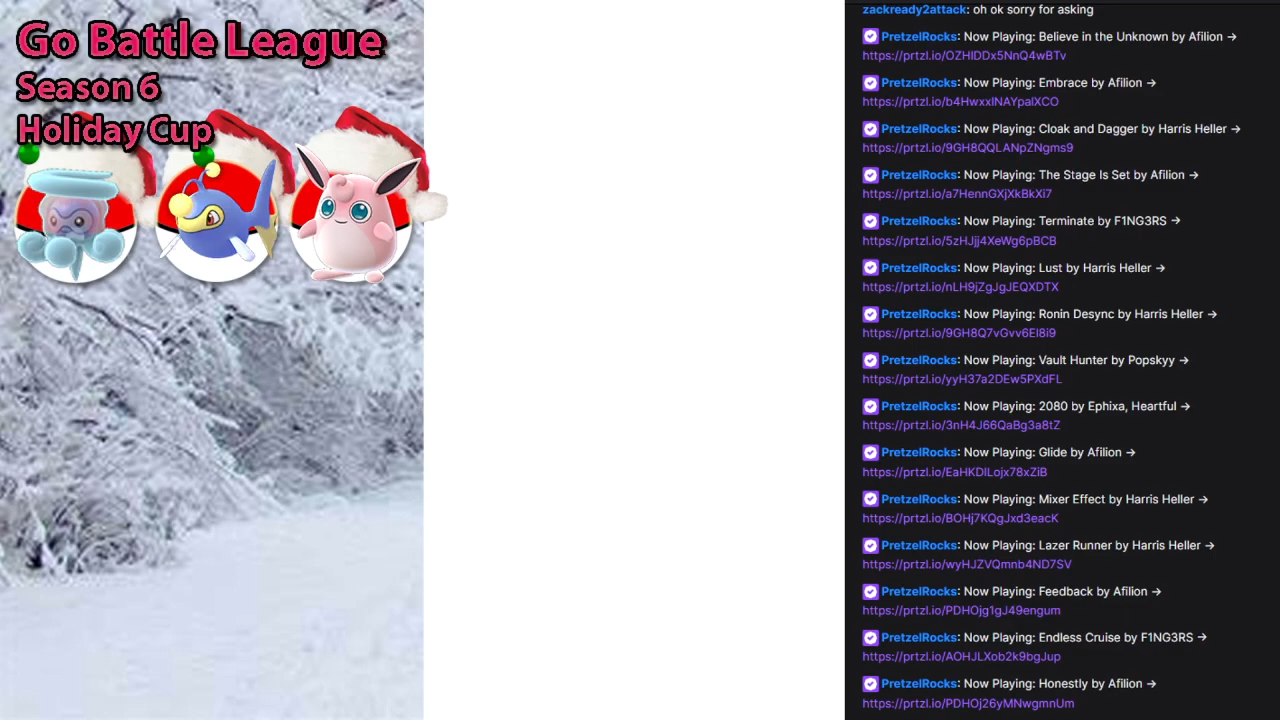 Go Battle League
Season 6
Holiday Cup
zackready2attack: oh ok sorry for asking
PretzelRocks: Now Playing: Believe in the Unknown by Afilion ->
https://prtzl.io/OZHlDDx5NnQ4wBTv
PretzelRocks: Now Playing: Embrace by Afilion ->
https://prtzl.io/b4HwxxlNAYpalXCO
PretzelRocks: Now Playing: Cloak and Dagger by Harris Heller ->
https://prtzl.io/9GH8QQLANpZNgms9
PretzelRocks: Now Playing: The Stage Is Set by Afilion ->
https://prtzl.io/a7HennGXjXkBkXi7
PretzelRocks: Now Playing: Terminate by F1NG3RS ->
https://prtzl.io/5zHJjj4XeWg6pBCB
PretzelRocks: Now Playing: Lust by Harris Heller ->
https://prtzl.io/nLH9jZgJgJEQXDTX
PretzelRocks: Now Playing: Ronin Desync by Harris Heller ->
https://prtzl.io/9GH8Q7vGvv6El8i9
PretzelRocks: Now Playing: Vault Hunter by Popskyy ->
https://prtzl.io/yyH37a2DEw5PXdFL
PretzelRocks: Now Playing: 2080 by Ephixa, Heartful ->
https://prtzl.io/3nH4J66QaBg3a8tZ
PretzelRocks: Now Playing: Glide by Afilion ->
https://prtzl.io/EaHKDlLojx78xZiB
PretzelRocks: Now Playing: Mixer Effect by Harris Heller ->
https://prtzl.io/BOHj7KQgJxd3eacK
PretzelRocks: Now Playing: Lazer Runner by Harris Heller ->
https://prtzl.io/wyHJZVQmnb4ND7SV
PretzelRocks: Now Playing: Feedback by Afilion ->
https://prtzl.io/PDHOjg1gJ49engum
PretzelRocks: Now Playing: Endless Cruise by F1NG3RS ->
https://prtzl.io/AOHJLXob2k9bgJup
PretzelRocks: Now Playing: Honestly by Afilion ->
https://prtzl.io/PDHOj26yMNwgmnUm